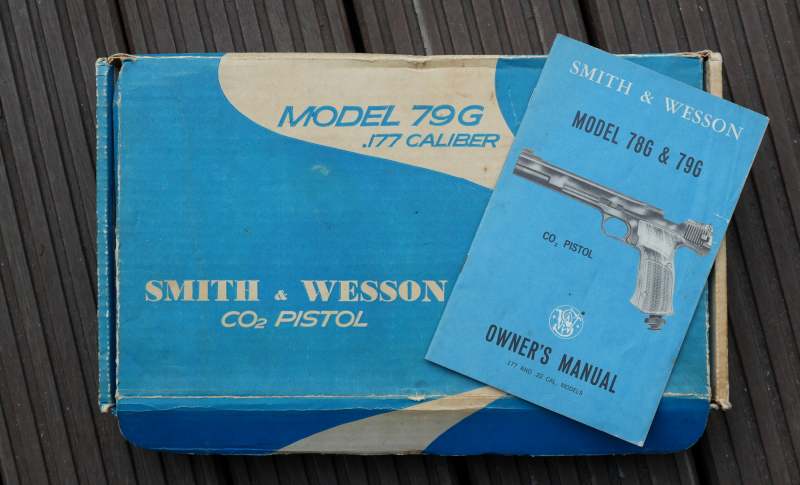 MODEL 79G
.177 CALIBER
SMITH & WESSON
CO₂ PISTOL
SMITH & WESSON
MODEL 78G & 79G
CO₂ PISTOL
OWNER'S MANUAL
.177 AND .22 CAL. MODELS